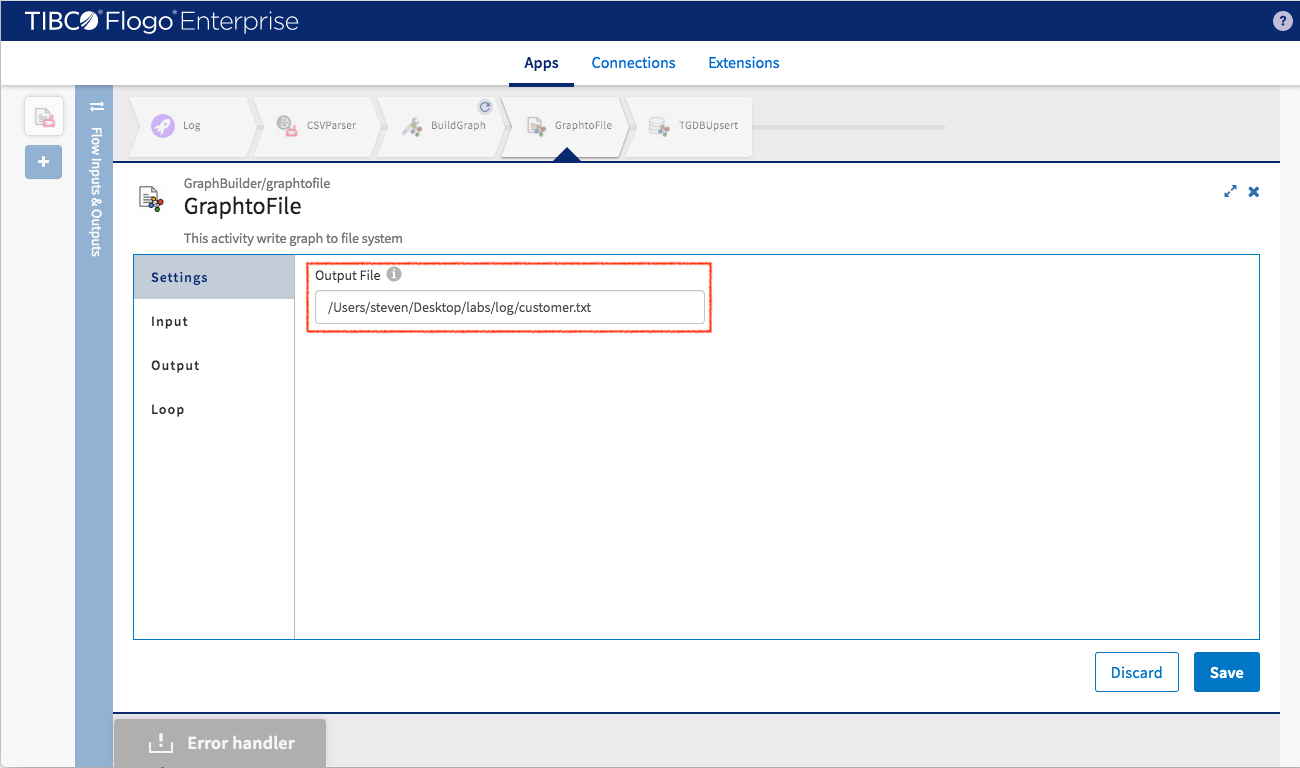 TIBCO® Flogo® Enterprise
?
Apps Connections Extensions
Flow Inputs & Outputs
+
Log CSVParser BuildGraph GraphtoFile TGDBUpsert
GraphBuilder/graphtofile
GraphtoFile
This activity write graph to file system
Settings
Input
Output
Loop
Output File i
/Users/steven/Desktop/labs/log/customer.txt
Discard Save
Error handler